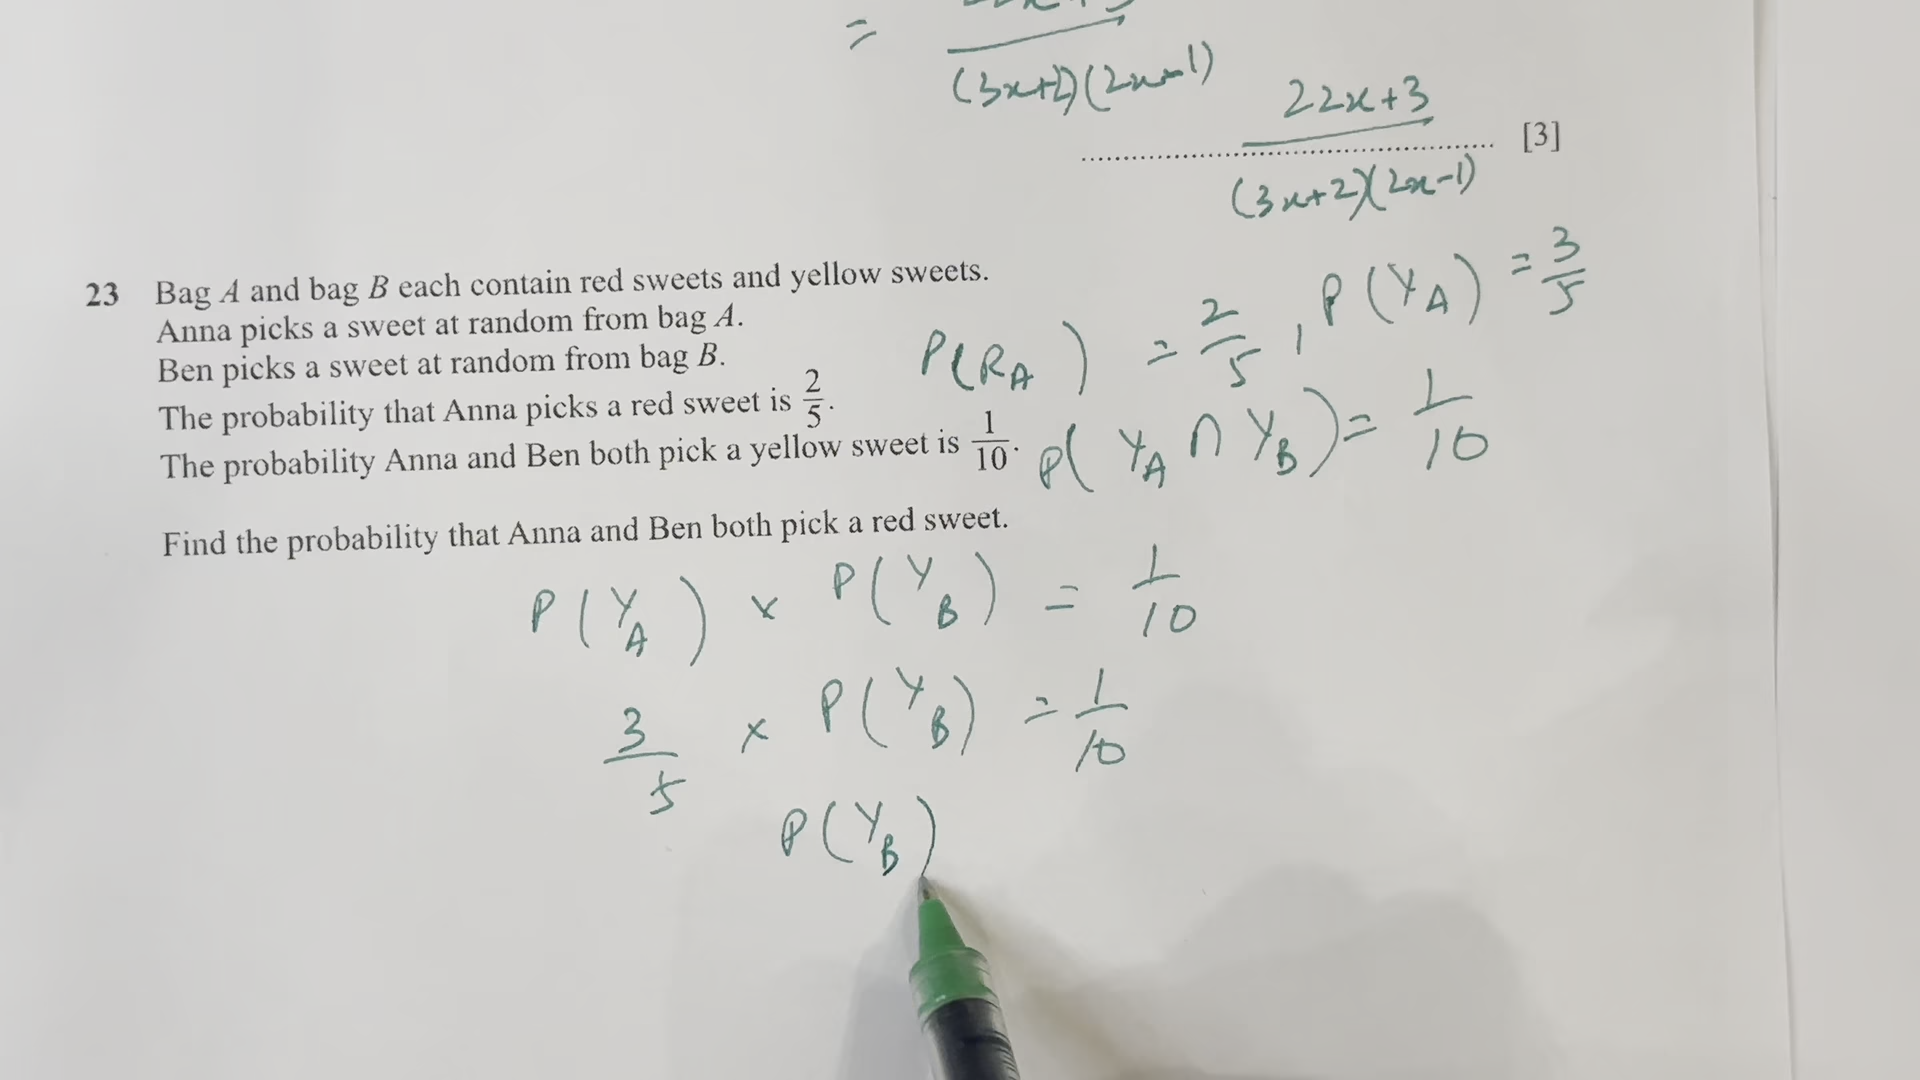 =
(3x+2)(2x-1)
22x+3
[3]
(3x+2)(2x-1)
23 Bag A and bag B each contain red sweets and yellow sweets.
Anna picks a sweet at random from bag A.
Ben picks a sweet at random from bag B.
The probability that Anna picks a red sweet is 2/5.
P(R_A) = 2/5, P(Y_A) = 3/5
The probability Anna and Ben both pick a yellow sweet is 1/10.
P(Y_A ∩ Y_B) = 1/10
Find the probability that Anna and Ben both pick a red sweet.
P(Y_A) × P(Y_B) = 1/10
3/5 × P(Y_B) = 1/10
P(Y_B)